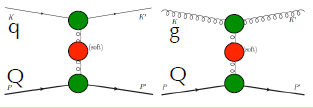 K K'
q
(soft)
Q
P P'
K K'
g
(soft)
Q
P P'